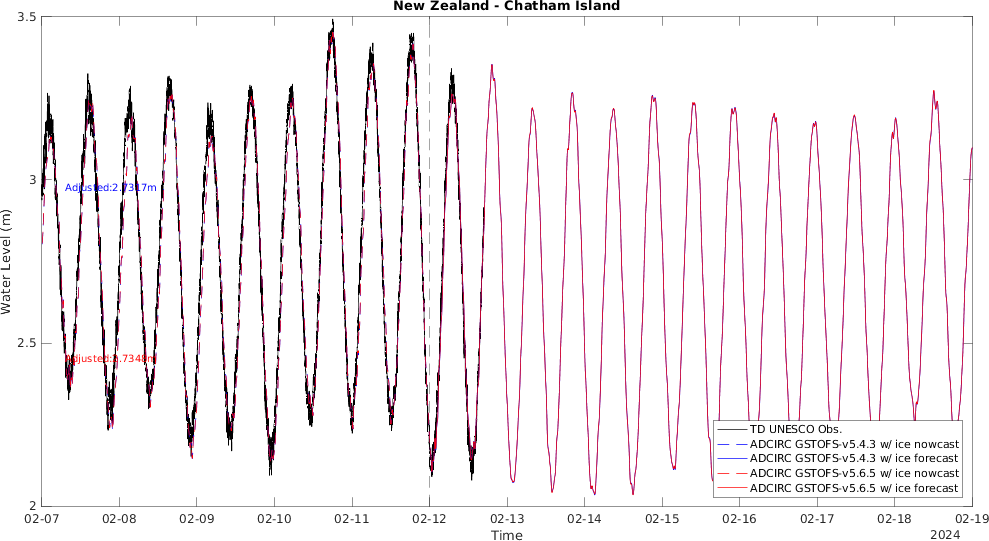 New Zealand - Chatham Island
3.5
3
2.5
2
Water Level (m)
Adjusted:2.7317m
Adjusted:2.7348m
TD UNESCO Obs.
ADCIRC GSTOFS-v5.4.3 w/ ice nowcast
ADCIRC GSTOFS-v5.4.3 w/ ice forecast
ADCIRC GSTOFS-v5.6.5 w/ ice nowcast
ADCIRC GSTOFS-v5.6.5 w/ ice forecast
02-07 02-08 02-09 02-10 02-11 02-12 02-13 02-14 02-15 02-16 02-17 02-18 02-19
Time
2024